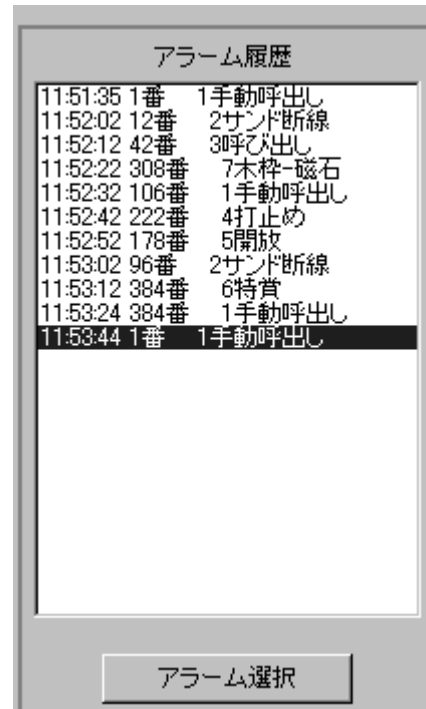 アラーム履歴
11:51:35 1番 1手動呼出し
11:52:02 12番 2サンド断線
11:52:12 42番 3呼び出し
11:52:22 308番 7木枠-磁石
11:52:32 106番 1手動呼出し
11:52:42 222番 4打止め
11:52:52 178番 5開放
11:53:02 96番 2サンド断線
11:53:12 384番 6特賞
11:53:24 384番 1手動呼出し
11:53:44 1番 1手動呼出し
アラーム選択